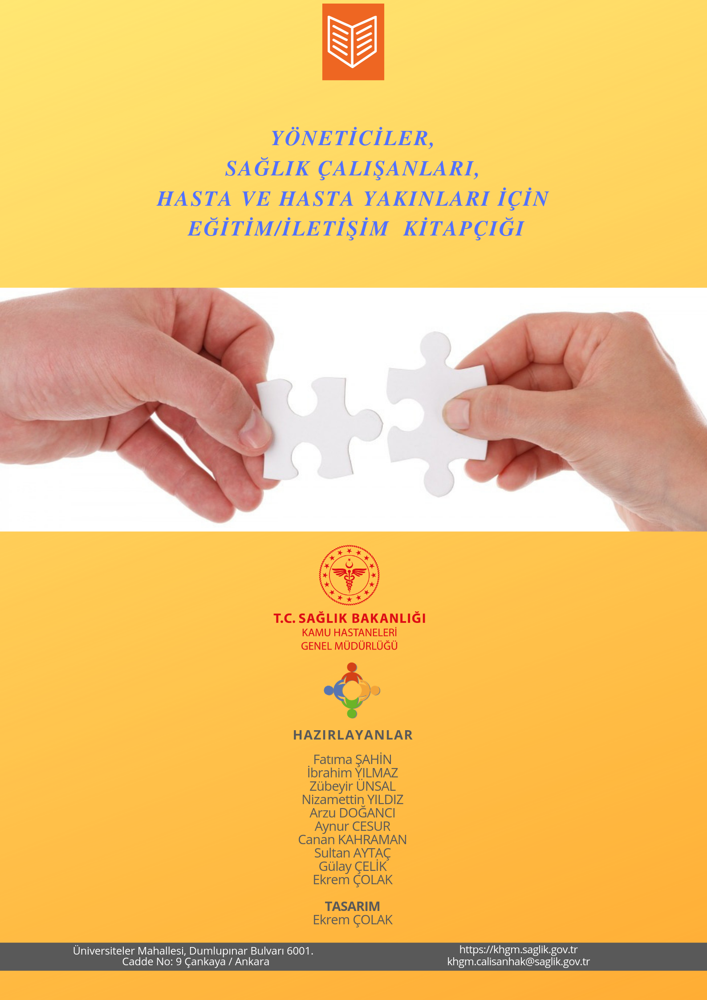 YÖNETİCİLER,
SAĞLIK ÇALIŞANLARI,
HASTA VE HASTA YAKINLARI İÇİN
EĞİTİM/İLETİŞİM KİTAPÇIĞI
T.C. SAĞLIK BAKANLIĞI
KAMU HASTANELERİ
GENEL MÜDÜRLÜĞÜ
HAZIRLAYANLAR
Fatıma ŞAHİN
İbrahim YILMAZ
Zübeyir ÜNSAL
Nizamettin YILDIZ
Arzu DOĞANCI
Aynur CESUR
Canan KAHRAMAN
Sultan AYTAÇ
Gülay ÇELİK
Ekrem ÇOLAK
TASARIM
Ekrem ÇOLAK
Üniversiteler Mahallesi, Dumlupınar Bulvarı 6001.
Cadde No: 9 Çankaya / Ankara
https://khgm.saglik.gov.tr
khgm.calisanhak@saglik.gov.tr